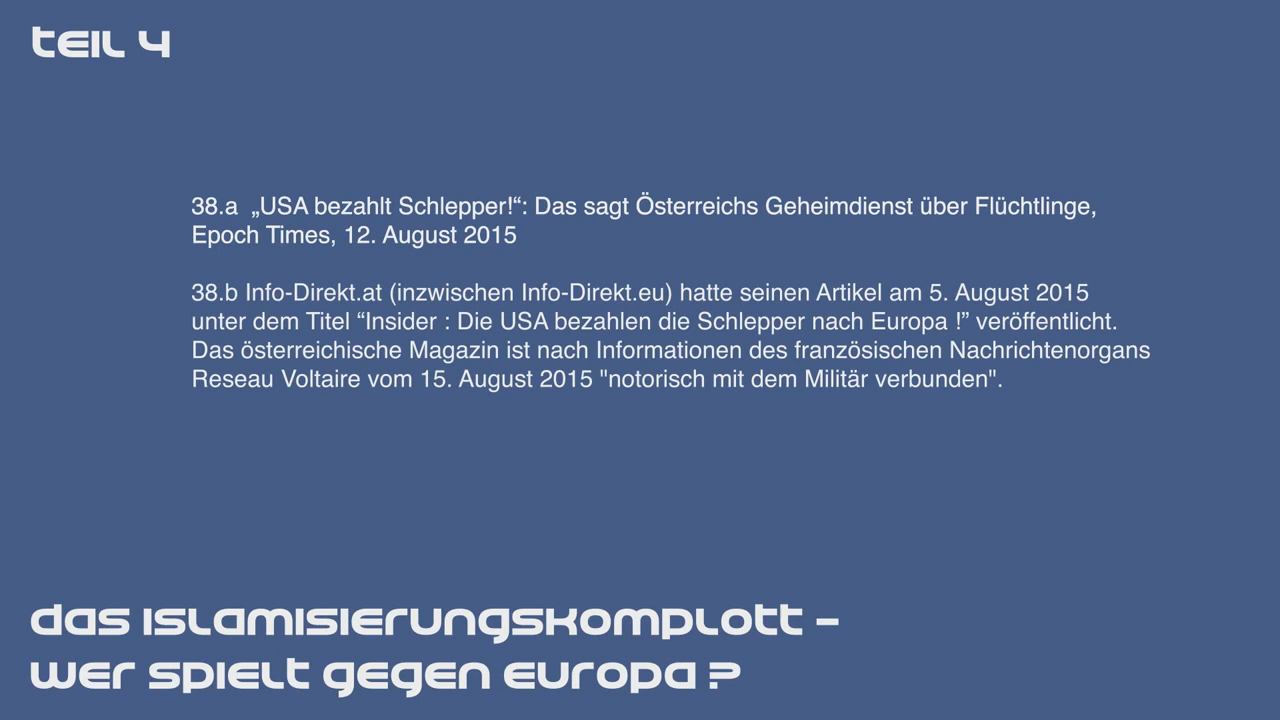 Teil 4
38.a „USA bezahlt Schlepper!“: Das sagt Österreichs Geheimdienst über Flüchtlinge,
Epoch Times, 12. August 2015
38.b Info-Direkt.at (inzwischen Info-Direkt.eu) hatte seinen Artikel am 5. August 2015
unter dem Titel “Insider : Die USA bezahlen die Schlepper nach Europa !” veröffentlicht.
Das österreichische Magazin ist nach Informationen des französischen Nachrichtenorgans
Reseau Voltaire vom 15. August 2015 "notorisch mit dem Militär verbunden".
Das Islamisierungskomplott –
Wer spielt gegen Europa ?